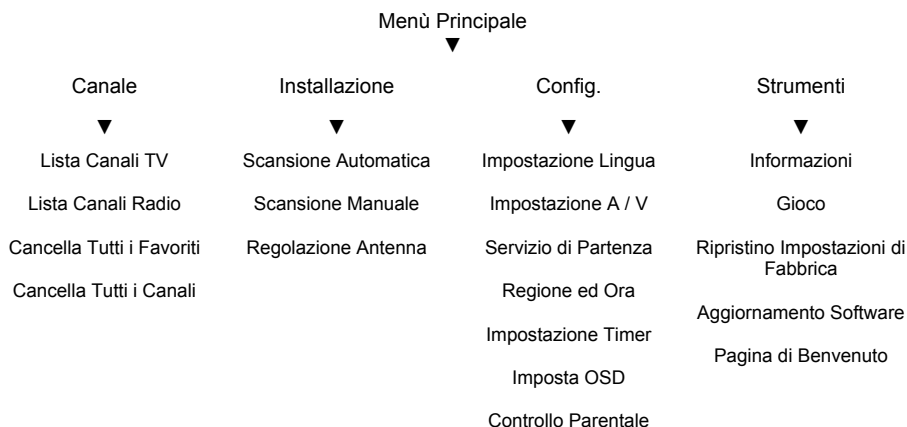 Menù Principale
▼
Canale
▼
Lista Canali TV
Lista Canali Radio
Cancella Tutti i Favoriti
Cancella Tutti i Canali
Installazione
▼
Scansione Automatica
Scansione Manuale
Regolazione Antenna
Config.
▼
Impostazione Lingua
Impostazione A / V
Servizio di Partenza
Regione ed Ora
Impostazione Timer
Imposta OSD
Controllo Parentale
Strumenti
▼
Informazioni
Gioco
Ripristino Impostazioni di
Fabbrica
Aggiornamento Software
Pagina di Benvenuto